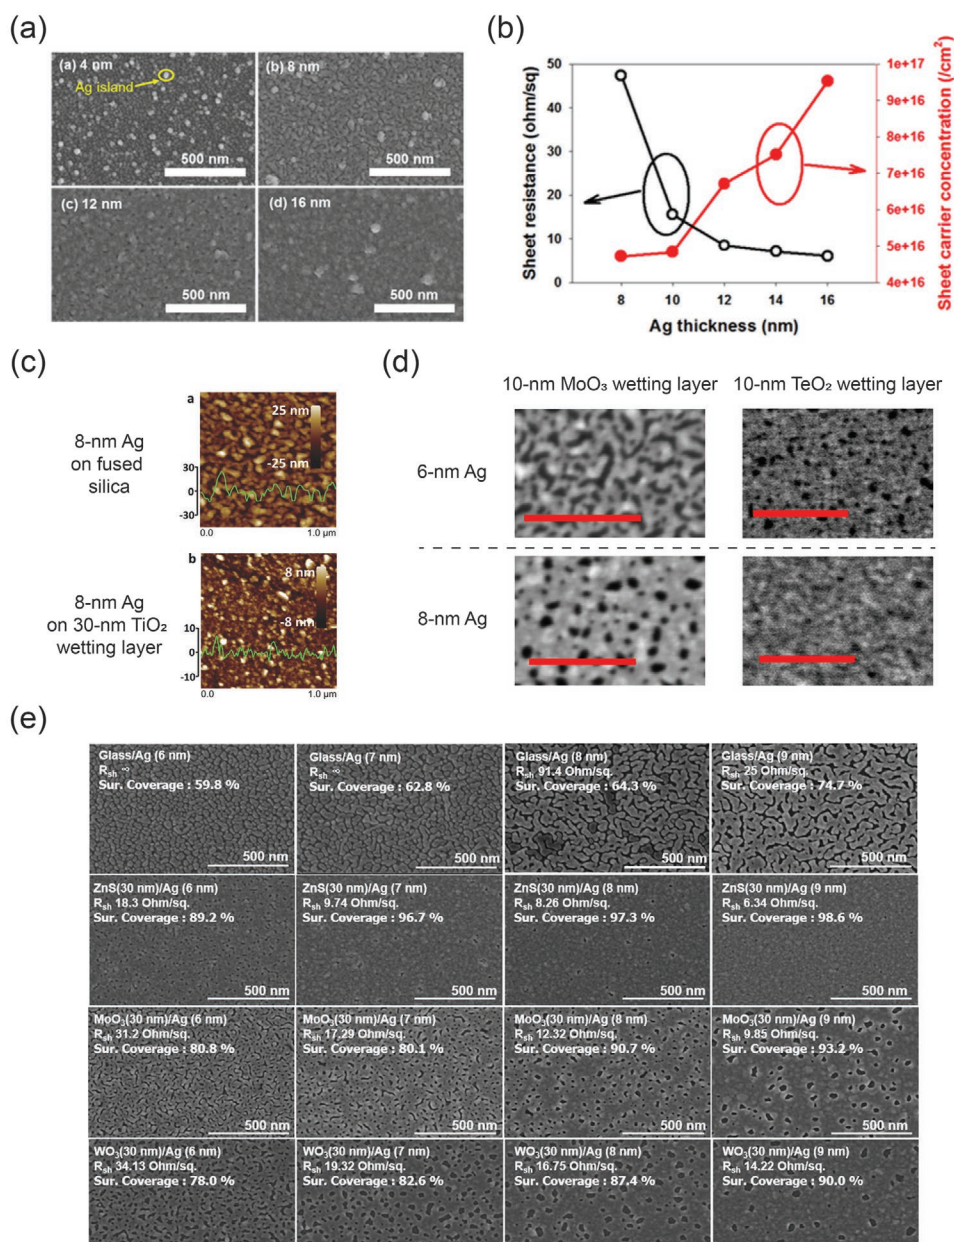 (a)
(a) 4 nm
Ag island
500 nm
(b) 8 nm
500 nm
(c) 12 nm
500 nm
(d) 16 nm
500 nm
(b)
Sheet resistance (ohm/sq)
50
40
30
20
10
0
8
10
12
14
16
Ag thickness (nm)
1e+17
9e+16
8e+16
7e+16
6e+16
5e+16
4e+16
Sheet carrier concentration (/cm²)
(c)
8-nm Ag
on fused
silica
a
25 nm
-25 nm
30
0
-30
0.0
1.0 µm
8-nm Ag
on 30-nm TiO₂
wetting layer
b
8 nm
-8 nm
10
0
-10
0.0
1.0 µm
(d)
10-nm MoO₃ wetting layer
10-nm TeO₂ wetting layer
6-nm Ag
8-nm Ag
(e)
Glass/Ag (6 nm)
Rsh ∞
Sur. Coverage : 59.8 %
500 nm
Glass/Ag (7 nm)
Rsh ∞
Sur. Coverage : 62.8 %
500 nm
Glass/Ag (8 nm)
Rsh 91.4 Ohm/sq.
Sur. Coverage : 64.3 %
500 nm
Glass/Ag (9 nm)
Rsh 25 Ohm/sq.
Sur. Coverage : 74.7 %
500 nm
ZnS(30 nm)/Ag (6 nm)
Rsh 18.3 Ohm/sq.
Sur. Coverage : 89.2 %
500 nm
ZnS(30 nm)/Ag (7 nm)
Rsh 9.74 Ohm/sq.
Sur. Coverage : 96.7 %
500 nm
ZnS(30 nm)/Ag (8 nm)
Rsh 8.26 Ohm/sq.
Sur. Coverage : 97.3 %
500 nm
ZnS(30 nm)/Ag (9 nm)
Rsh 6.34 Ohm/sq.
Sur. Coverage : 98.6 %
500 nm
MoO₃(30 nm)/Ag (6 nm)
Rsh 31.2 Ohm/sq.
Sur. Coverage : 80.8 %
500 nm
MoO₃(30 nm)/Ag (7 nm)
Rsh 17,29 Ohm/sq.
Sur. Coverage : 80.1 %
500 nm
MoO₃(30 nm)/Ag (8 nm)
Rsh 12.32 Ohm/sq.
Sur. Coverage : 90.7 %
500 nm
MoO₃(30 nm)/Ag (9 nm)
Rsh 9.85 Ohm/sq.
Sur. Coverage : 93.2 %
500 nm
WO₃(30 nm)/Ag (6 nm)
Rsh 34.13 Ohm/sq.
Sur. Coverage : 78.0 %
500 nm
WO₃(30 nm)/Ag (7 nm)
Rsh 19.32 Ohm/sq.
Sur. Coverage : 82.6 %
500 nm
WO₃(30 nm)/Ag (8 nm)
Rsh 16.75 Ohm/sq.
Sur. Coverage : 87.4 %
500 nm
WO₃(30 nm)/Ag (9 nm)
Rsh 14.22 Ohm/sq.
Sur. Coverage : 90.0 %
500 nm